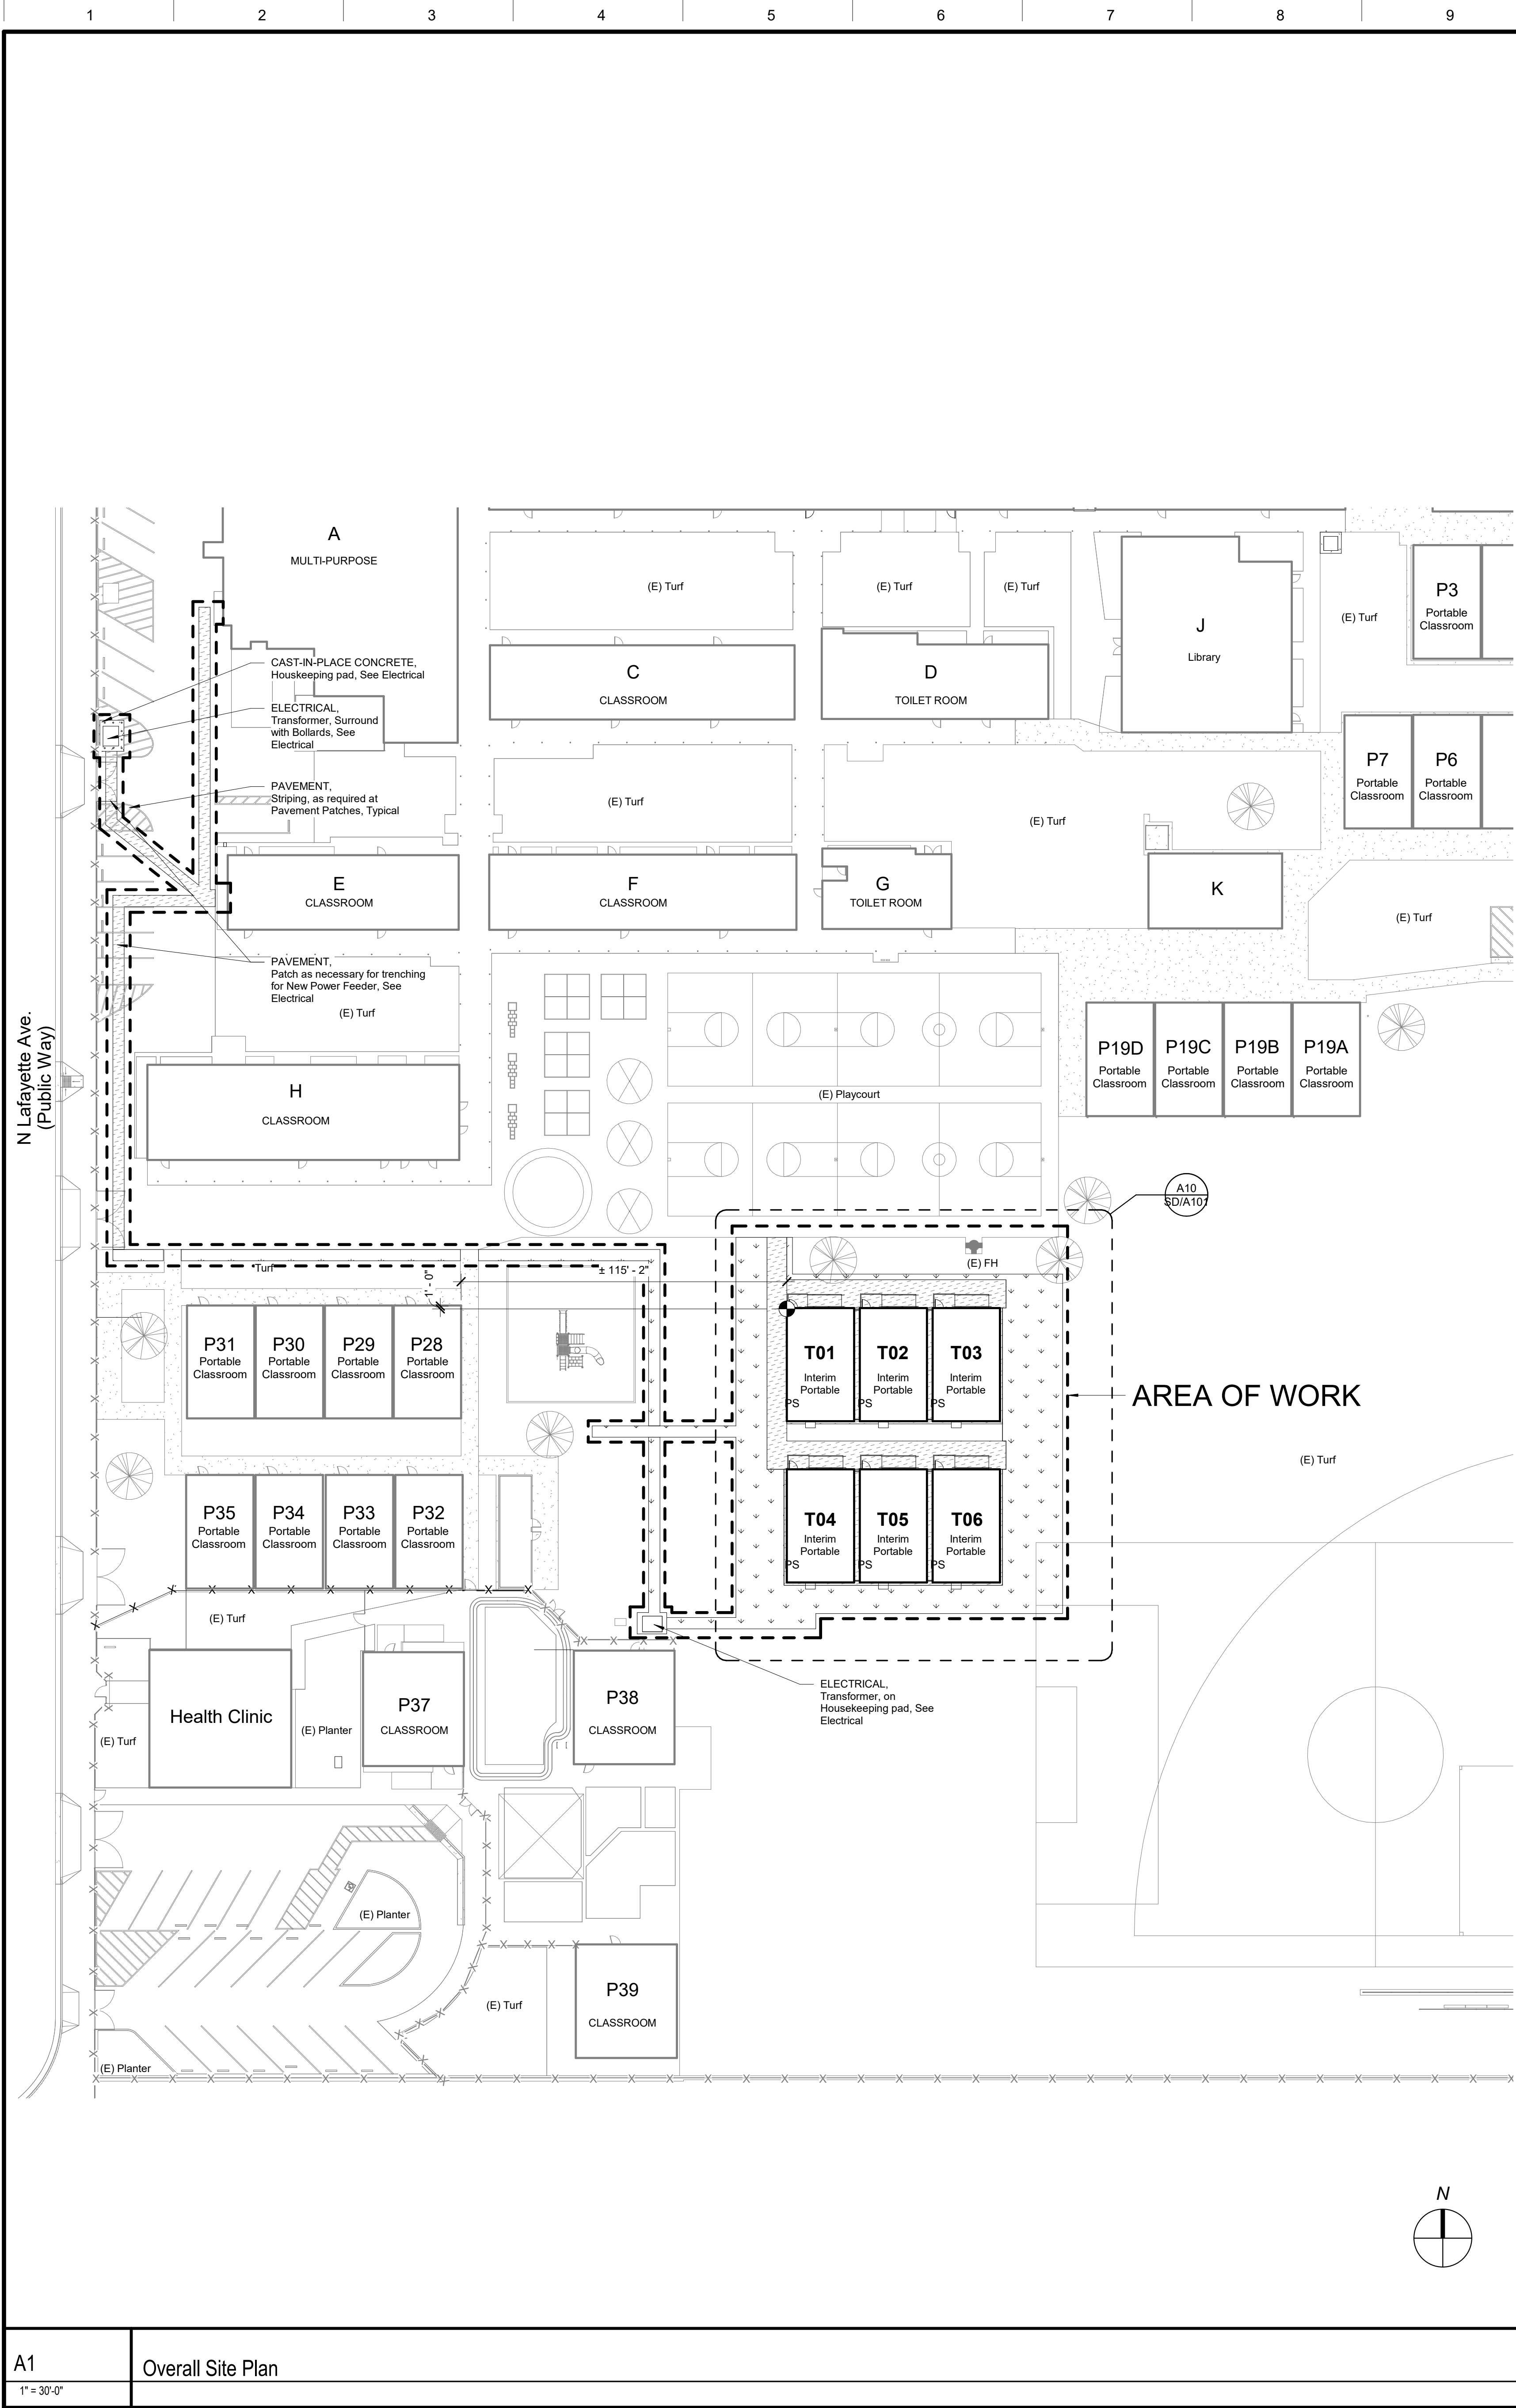 1 2 3 4 5 6 7 8 9
A
MULTI-PURPOSE
(E) Turf
(E) Turf
(E) Turf
(E) Turf
P3
Portable
Classroom
J
Library
C
CLASSROOM
D
TOILET ROOM
CAST-IN-PLACE CONCRETE,
Houskeeping pad, See Electrical
ELECTRICAL,
Transformer, Surround
with Bollards, See
Electrical
PAVEMENT,
Striping, as required at
Pavement Patches, Typical
(E) Turf
(E) Turf
P7
Portable
Classroom
P6
Portable
Classroom
E
CLASSROOM
F
CLASSROOM
G
TOILET ROOM
K
(E) Turf
PAVEMENT,
Patch as necessary for trenching
for New Power Feeder, See
Electrical
(E) Turf
N Lafayette Ave.
(Public Way)
H
CLASSROOM
(E) Playcourt
P19D
Portable
Classroom
P19C
Portable
Classroom
P19B
Portable
Classroom
P19A
Portable
Classroom
A10
SD/A101
Turf
1' - 0"
± 115' - 2"
(E) FH
P31
Portable
Classroom
P30
Portable
Classroom
P29
Portable
Classroom
P28
Portable
Classroom
T01
Interim
Portable
PS
T02
Interim
Portable
PS
T03
Interim
Portable
PS
AREA OF WORK
(E) Turf
P35
Portable
Classroom
P34
Portable
Classroom
P33
Portable
Classroom
P32
Portable
Classroom
T04
Interim
Portable
PS
T05
Interim
Portable
PS
T06
Interim
Portable
PS
(E) Turf
Health Clinic
(E) Turf
(E) Planter
P37
CLASSROOM
P38
CLASSROOM
ELECTRICAL,
Transformer, on
Housekeeping pad, See
Electrical
(E) Planter
(E) Turf
P39
CLASSROOM
(E) Planter
N
A1
Overall Site Plan
1" = 30'-0"